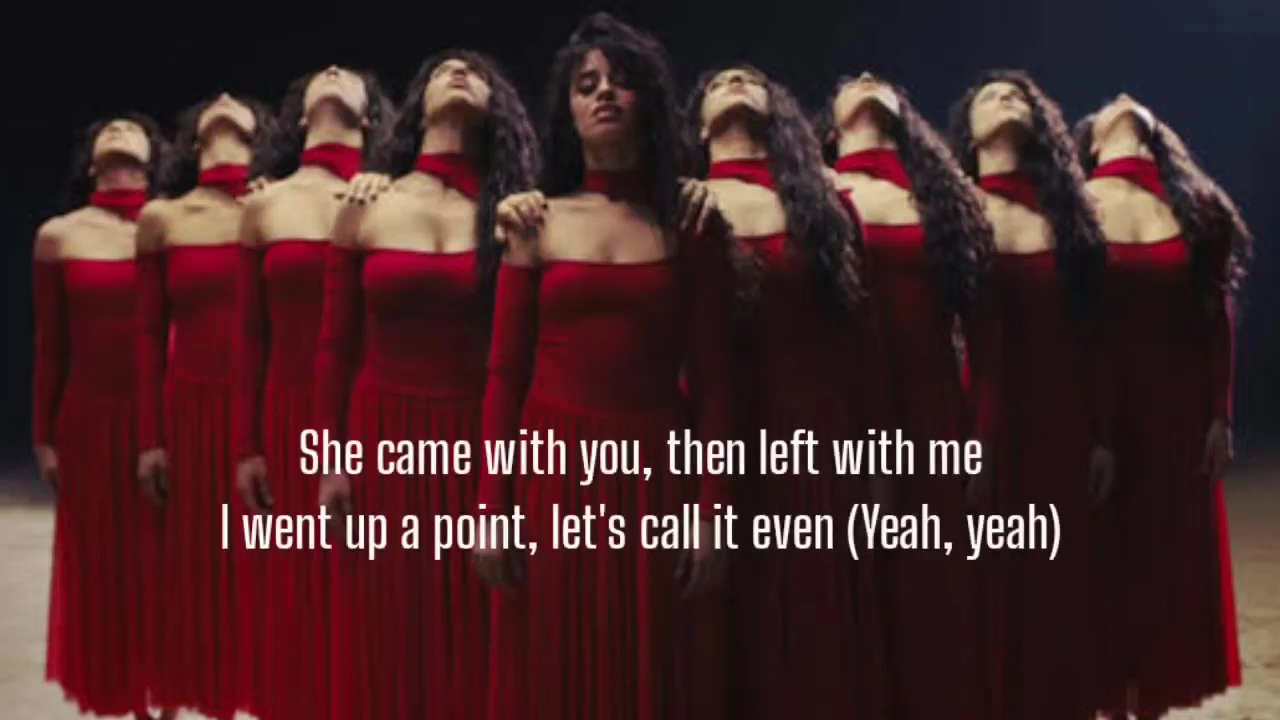 She came with you, then left with me
I went up a point, let's call it even (Yeah, yeah)